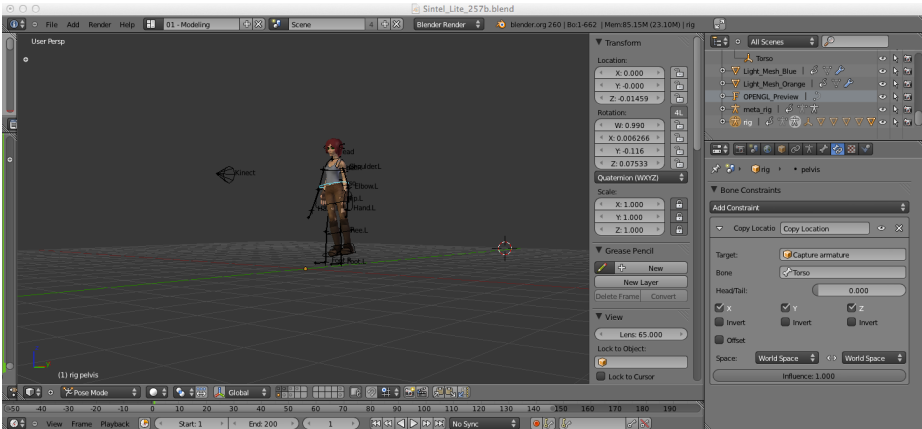 Sintel_Lite_257b.blend
File Add Render Help 01 - Modeling Scene 4 Blender Render blender.org 260 | Bo:1-662 | Mem:85.15M (23.10M) | rig
User Persp
Kinect
Elbow.L
Hand.L
(1) rig pelvis
Transform
Location:
X: 0.000
Y: -0.000
Z: -0.01459
Rotation: 4L
W: 0.990
X: 0.006266
Y: -0.116
Z: 0.07533
Quaternion (WXYZ)
Scale:
X: 1.000
Y: 1.000
Z: 1.000
Grease Pencil
New
New Layer
Delete Frame Convert
View
Lens: 65.000
Lock to Object:
Lock to Cursor
All Scenes
Torso
Light_Mesh_Blue
Light_Mesh_Orange
OPENGL_Preview
meta_rig
rig
rig pelvis
Bone Constraints
Add Constraint
Copy Locatio Copy Location
Target: Capture armature
Bone Torso
Head/Tail: 0.000
X Y Z
Invert Invert Invert
Offset
Space: World Space <-> World Space
Influence: 1.000
Pose Mode Global
-50 -40 -30 -20 -10 0 10 20 30 40 50 60 70 80 90 100 110 120 130 140 150 160 170 180 190
View Frame Playback Start: 1 End: 200 1 No Sync